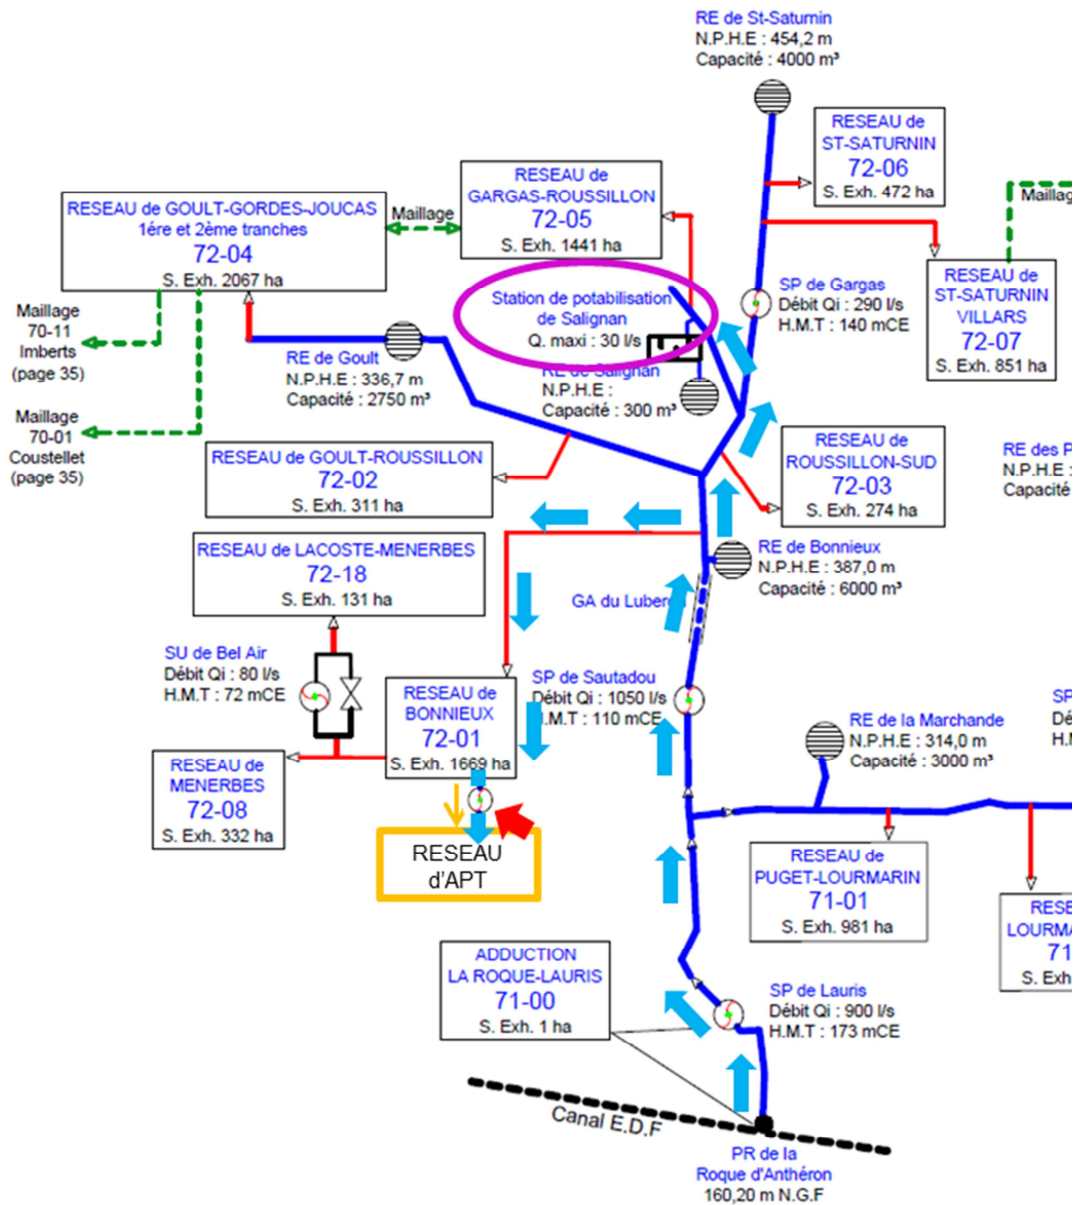 RE de St-Saturnin
N.P.H.E : 454,2 m
Capacité : 4000 m³
RESEAU de
ST-SATURNIN
72-06
S. Exh. 472 ha
RESEAU de
GARGAS-ROUSSILLON
72-05
S. Exh. 1441 ha
Maillage
RESEAU de GOULT-GORDES-JOUCAS
1ére et 2ème tranches
72-04
S. Exh. 2067 ha
SP de Gargas
Débit Qi : 290 l/s
H.M.T : 140 mCE
RESEAU de
ST-SATURNIN
VILLARS
72-07
S. Exh. 851 ha
Station de potabilisation
de Salignan
Q. maxi : 30 l/s
Maillage
70-11
Imberts
(page 35)
RE de Goult
N.P.H.E : 336,7 m
Capacité : 2750 m³
RE de Salignan
N.P.H.E :
Capacité : 300 m³
Maillage
70-01
Coustellet
(page 35)
RESEAU de GOULT-ROUSSILLON
72-02
S. Exh. 311 ha
RESEAU de
ROUSSILLON-SUD
72-03
S. Exh. 274 ha
RE des
N.P.H.E :
Capacité
RESEAU de LACOSTE-MENERBES
72-18
S. Exh. 131 ha
RE de Bonnieux
N.P.H.E : 387,0 m
Capacité : 6000 m³
GA du
SU de Bel Air
Débit Qi : 80 l/s
H.M.T : 72 mCE
SP de Sautadou
Débit Qi : 1050 l/s
H.M.T : 110 mCE
RESEAU de
BONNIEUX
72-01
S. Exh. 1669 ha
RE de la Marchande
N.P.H.E : 314,0 m
Capacité : 3000 m³
SP
RESEAU de
MENERBES
72-08
S. Exh. 332 ha
RESEAU
d'APT
RESEAU de
PUGET-LOURMARIN
71-01
S. Exh. 981 ha
71
S. Exh
ADDUCTION
LA ROQUE-LAURIS
71-00
S. Exh. 1 ha
SP de Lauris
Débit Qi : 900 l/s
H.M.T : 173 mCE
Canal E.D.F
PR de la
Roque d'Anthéron
160,20 m N.G.F